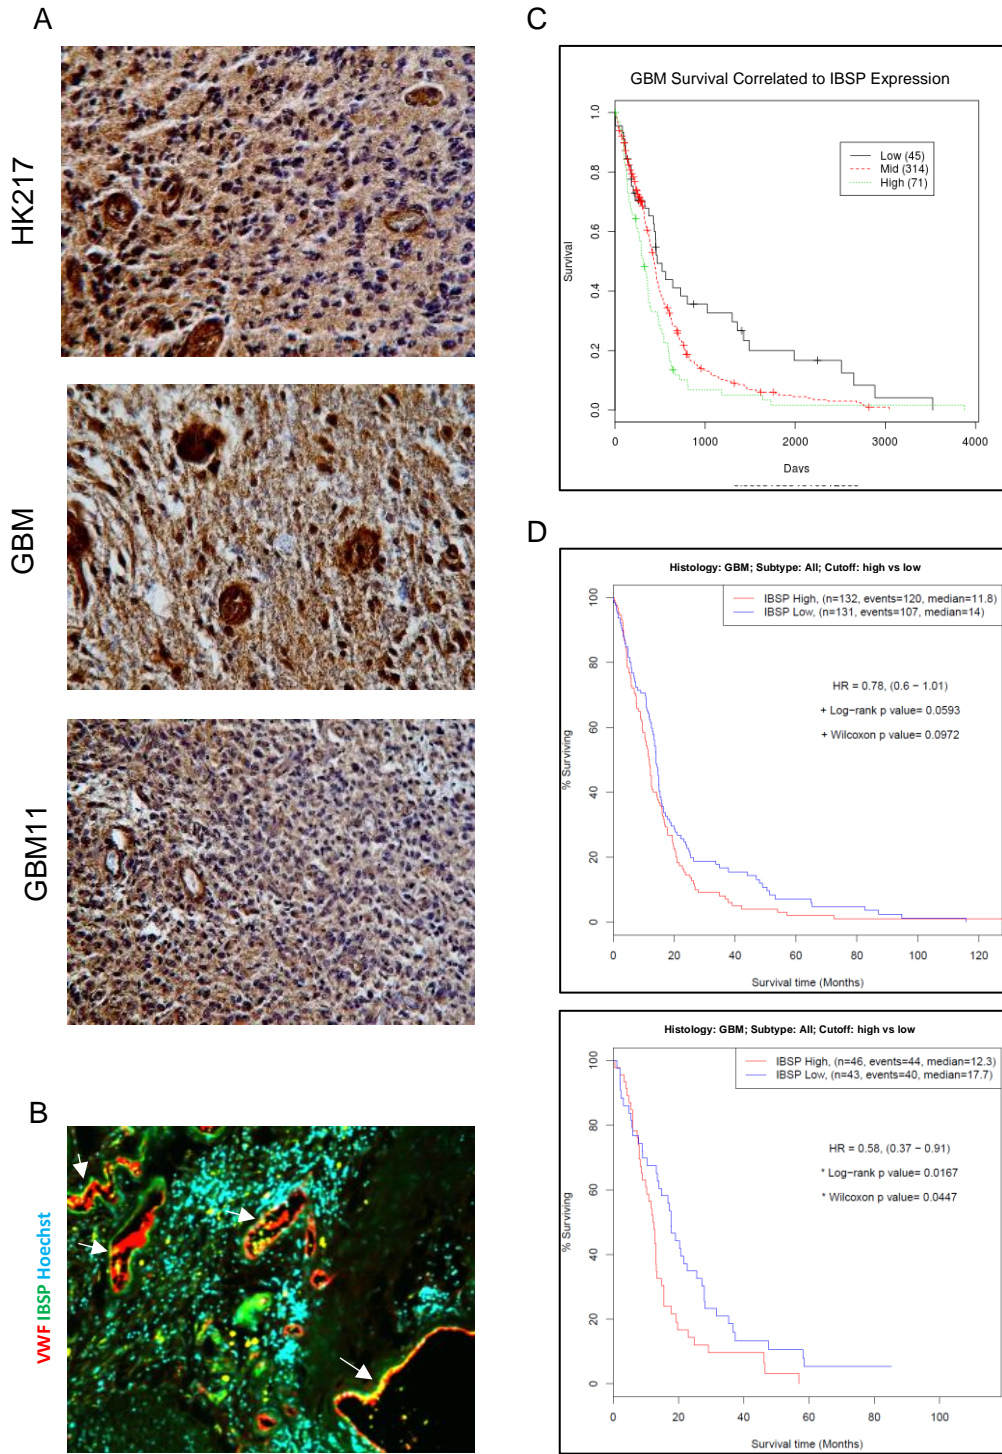 A
HK217
GBM
GBM11
B
VWF IBSP Hoechst
C
GBM Survival Correlated to IBSP Expression
Low (45)
Mid (314)
High (71)
Survival
1.0
0.8
0.6
0.4
0.2
0.0
0 1000 2000 3000 4000
Days
D
Histology: GBM; Subtype: All; Cutoff: high vs low
IBSP High, (n=132, events=120, median=11.8)
IBSP Low, (n=131, events=107, median=14)
HR = 0.78, (0.6 − 1.01)
+ Log−rank p value= 0.0593
+ Wilcoxon p value= 0.0972
% Surviving
100
80
60
40
20
0
0 20 40 60 80 100 120
Survival time (Months)
Histology: GBM; Subtype: All; Cutoff: high vs low
IBSP High, (n=46, events=44, median=12.3)
IBSP Low, (n=43, events=40, median=17.7)
HR = 0.58, (0.37 − 0.91)
* Log−rank p value= 0.0167
* Wilcoxon p value= 0.0447
% Surviving
100
80
60
40
20
0
0 20 40 60 80 100
Survival time (Months)